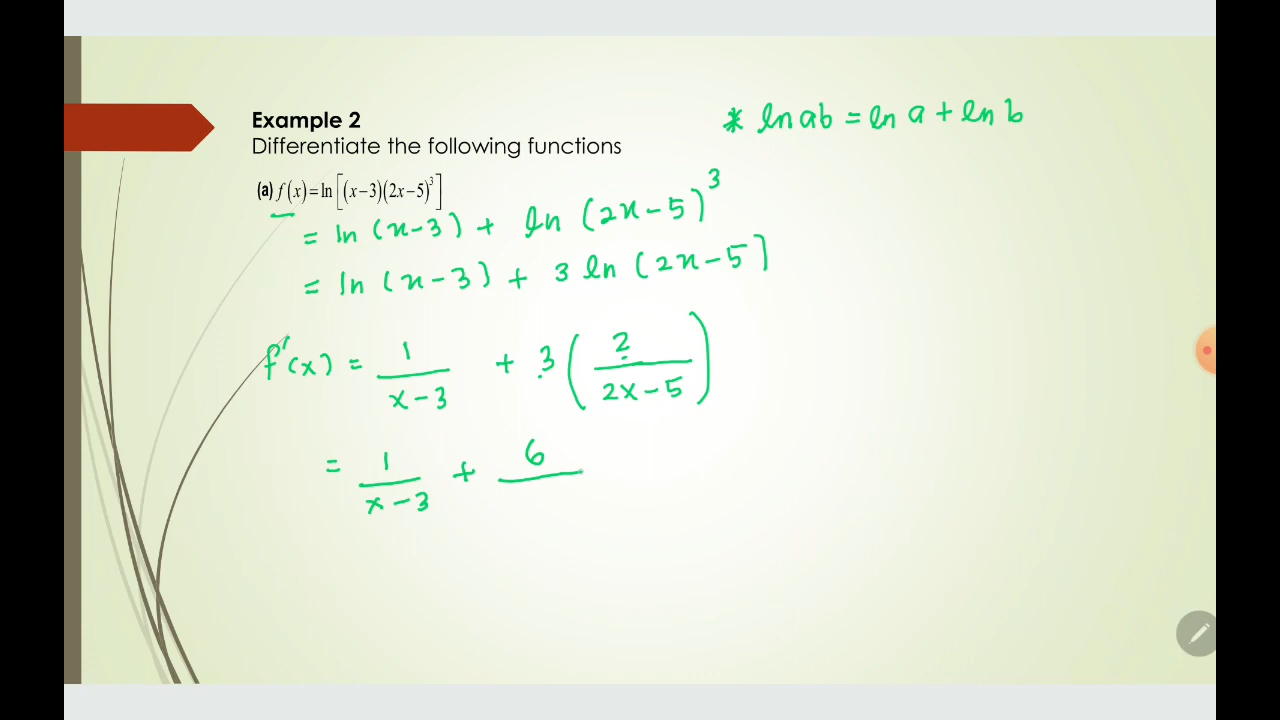 Example 2
* ln ab = ln a + ln b
Differentiate the following functions
(a) f(x) = ln[(x−3)(2x−5)³]
= ln (x−3) + ln (2x−5)³
= ln (x−3) + 3 ln (2x−5)
f'(x) = 1/(x−3) + 3(2/(2x−5))
= 1/(x−3) + 6/